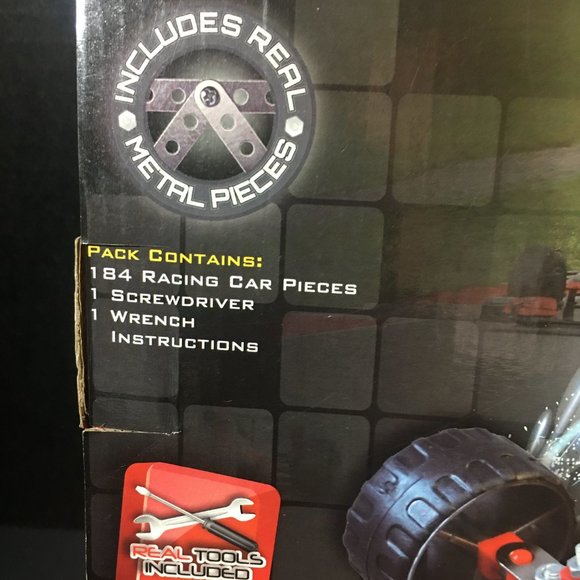 INCLUDES REAL
METAL PIECES
PACK CONTAINS:
184 RACING CAR PIECES
1 SCREWDRIVER
1 WRENCH
INSTRUCTIONS
REAL TOOLS
INCLUDED